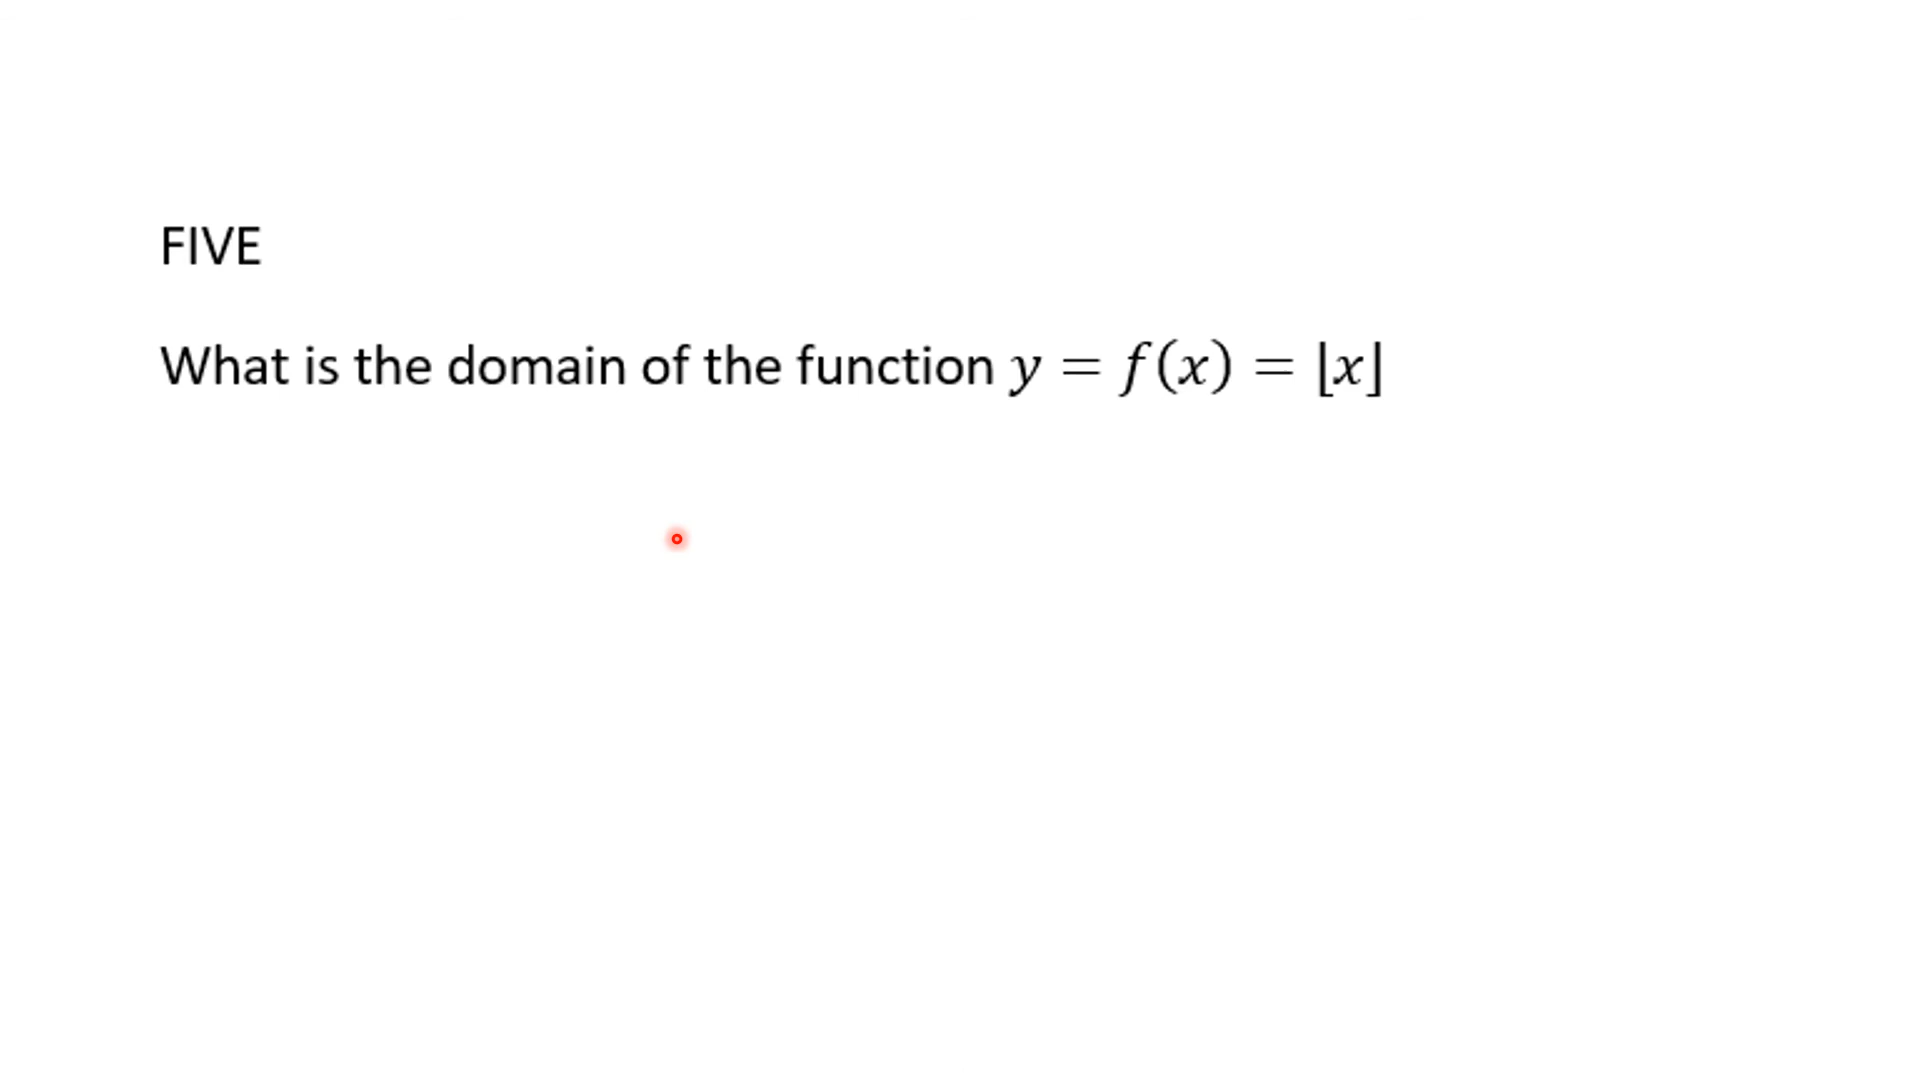 FIVE
What is the domain of the function y = f(x) = ⌊x⌋